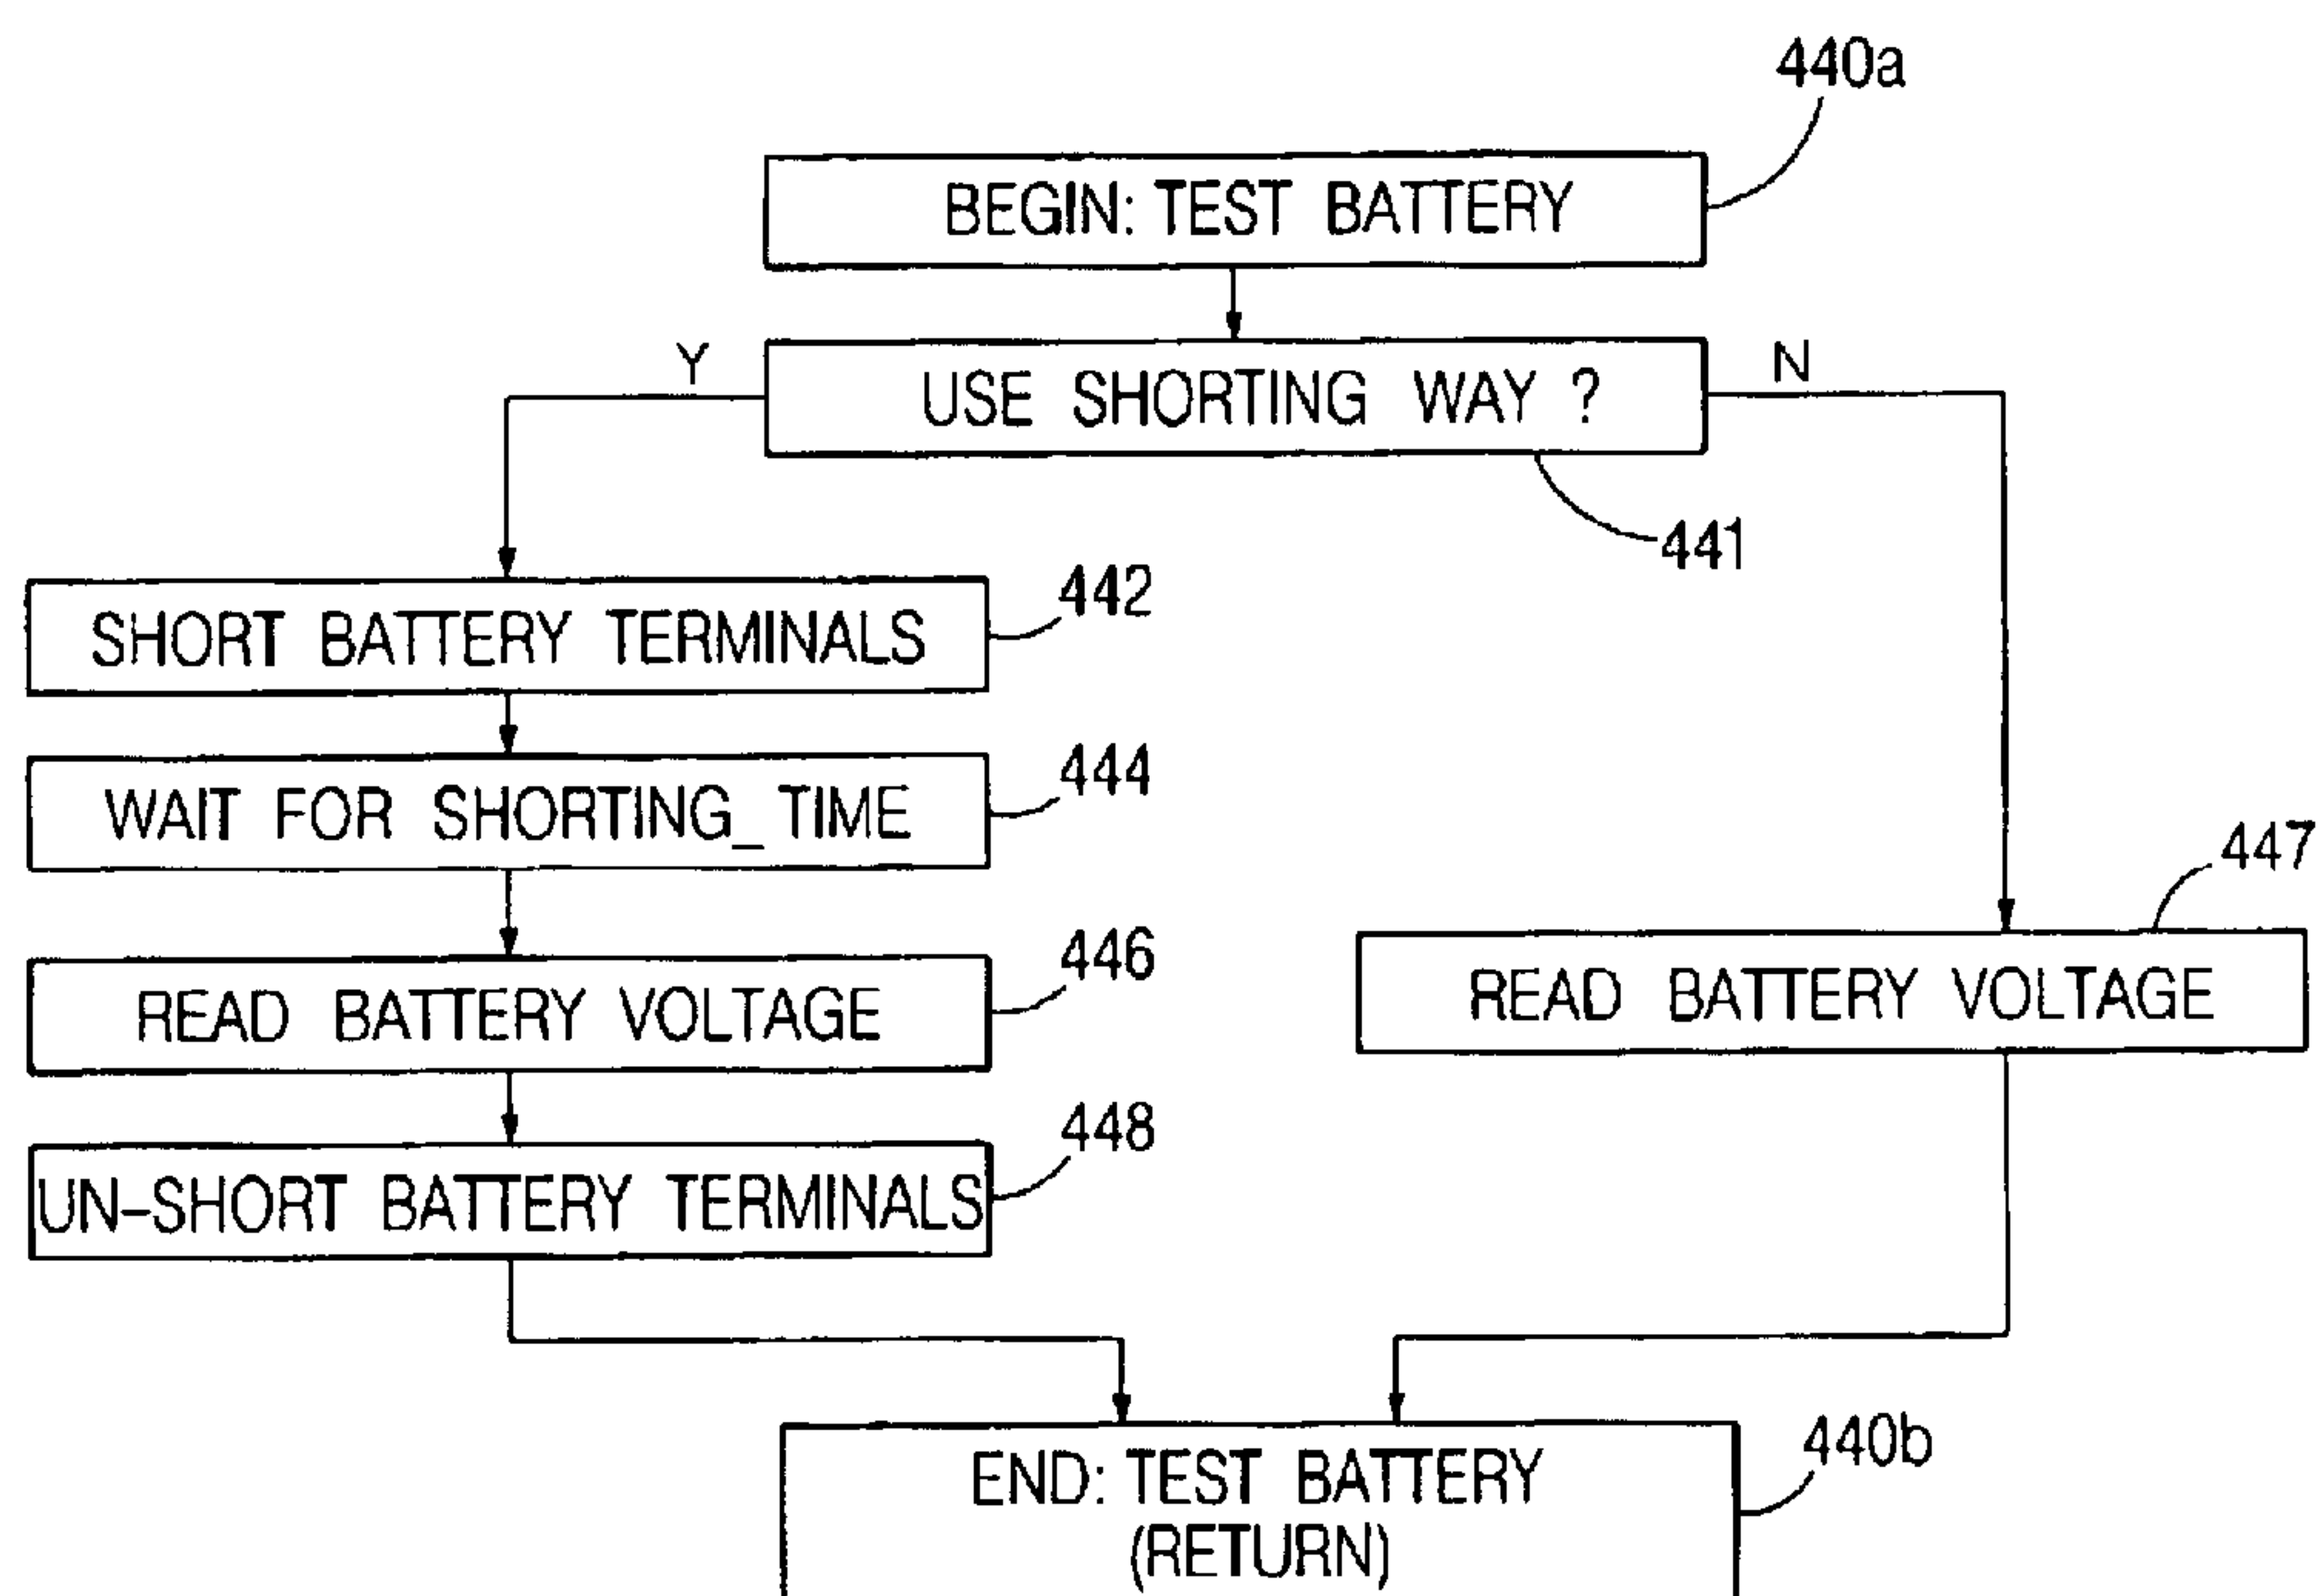 440a
BEGIN: TEST BATTERY
Y
USE SHORTING WAY ?
N
441
SHORT BATTERY TERMINALS
442
WAIT FOR SHORTING_TIME
444
READ BATTERY VOLTAGE
446
447
READ BATTERY VOLTAGE
UN-SHORT BATTERY TERMINALS
448
END: TEST BATTERY
(RETURN)
440b